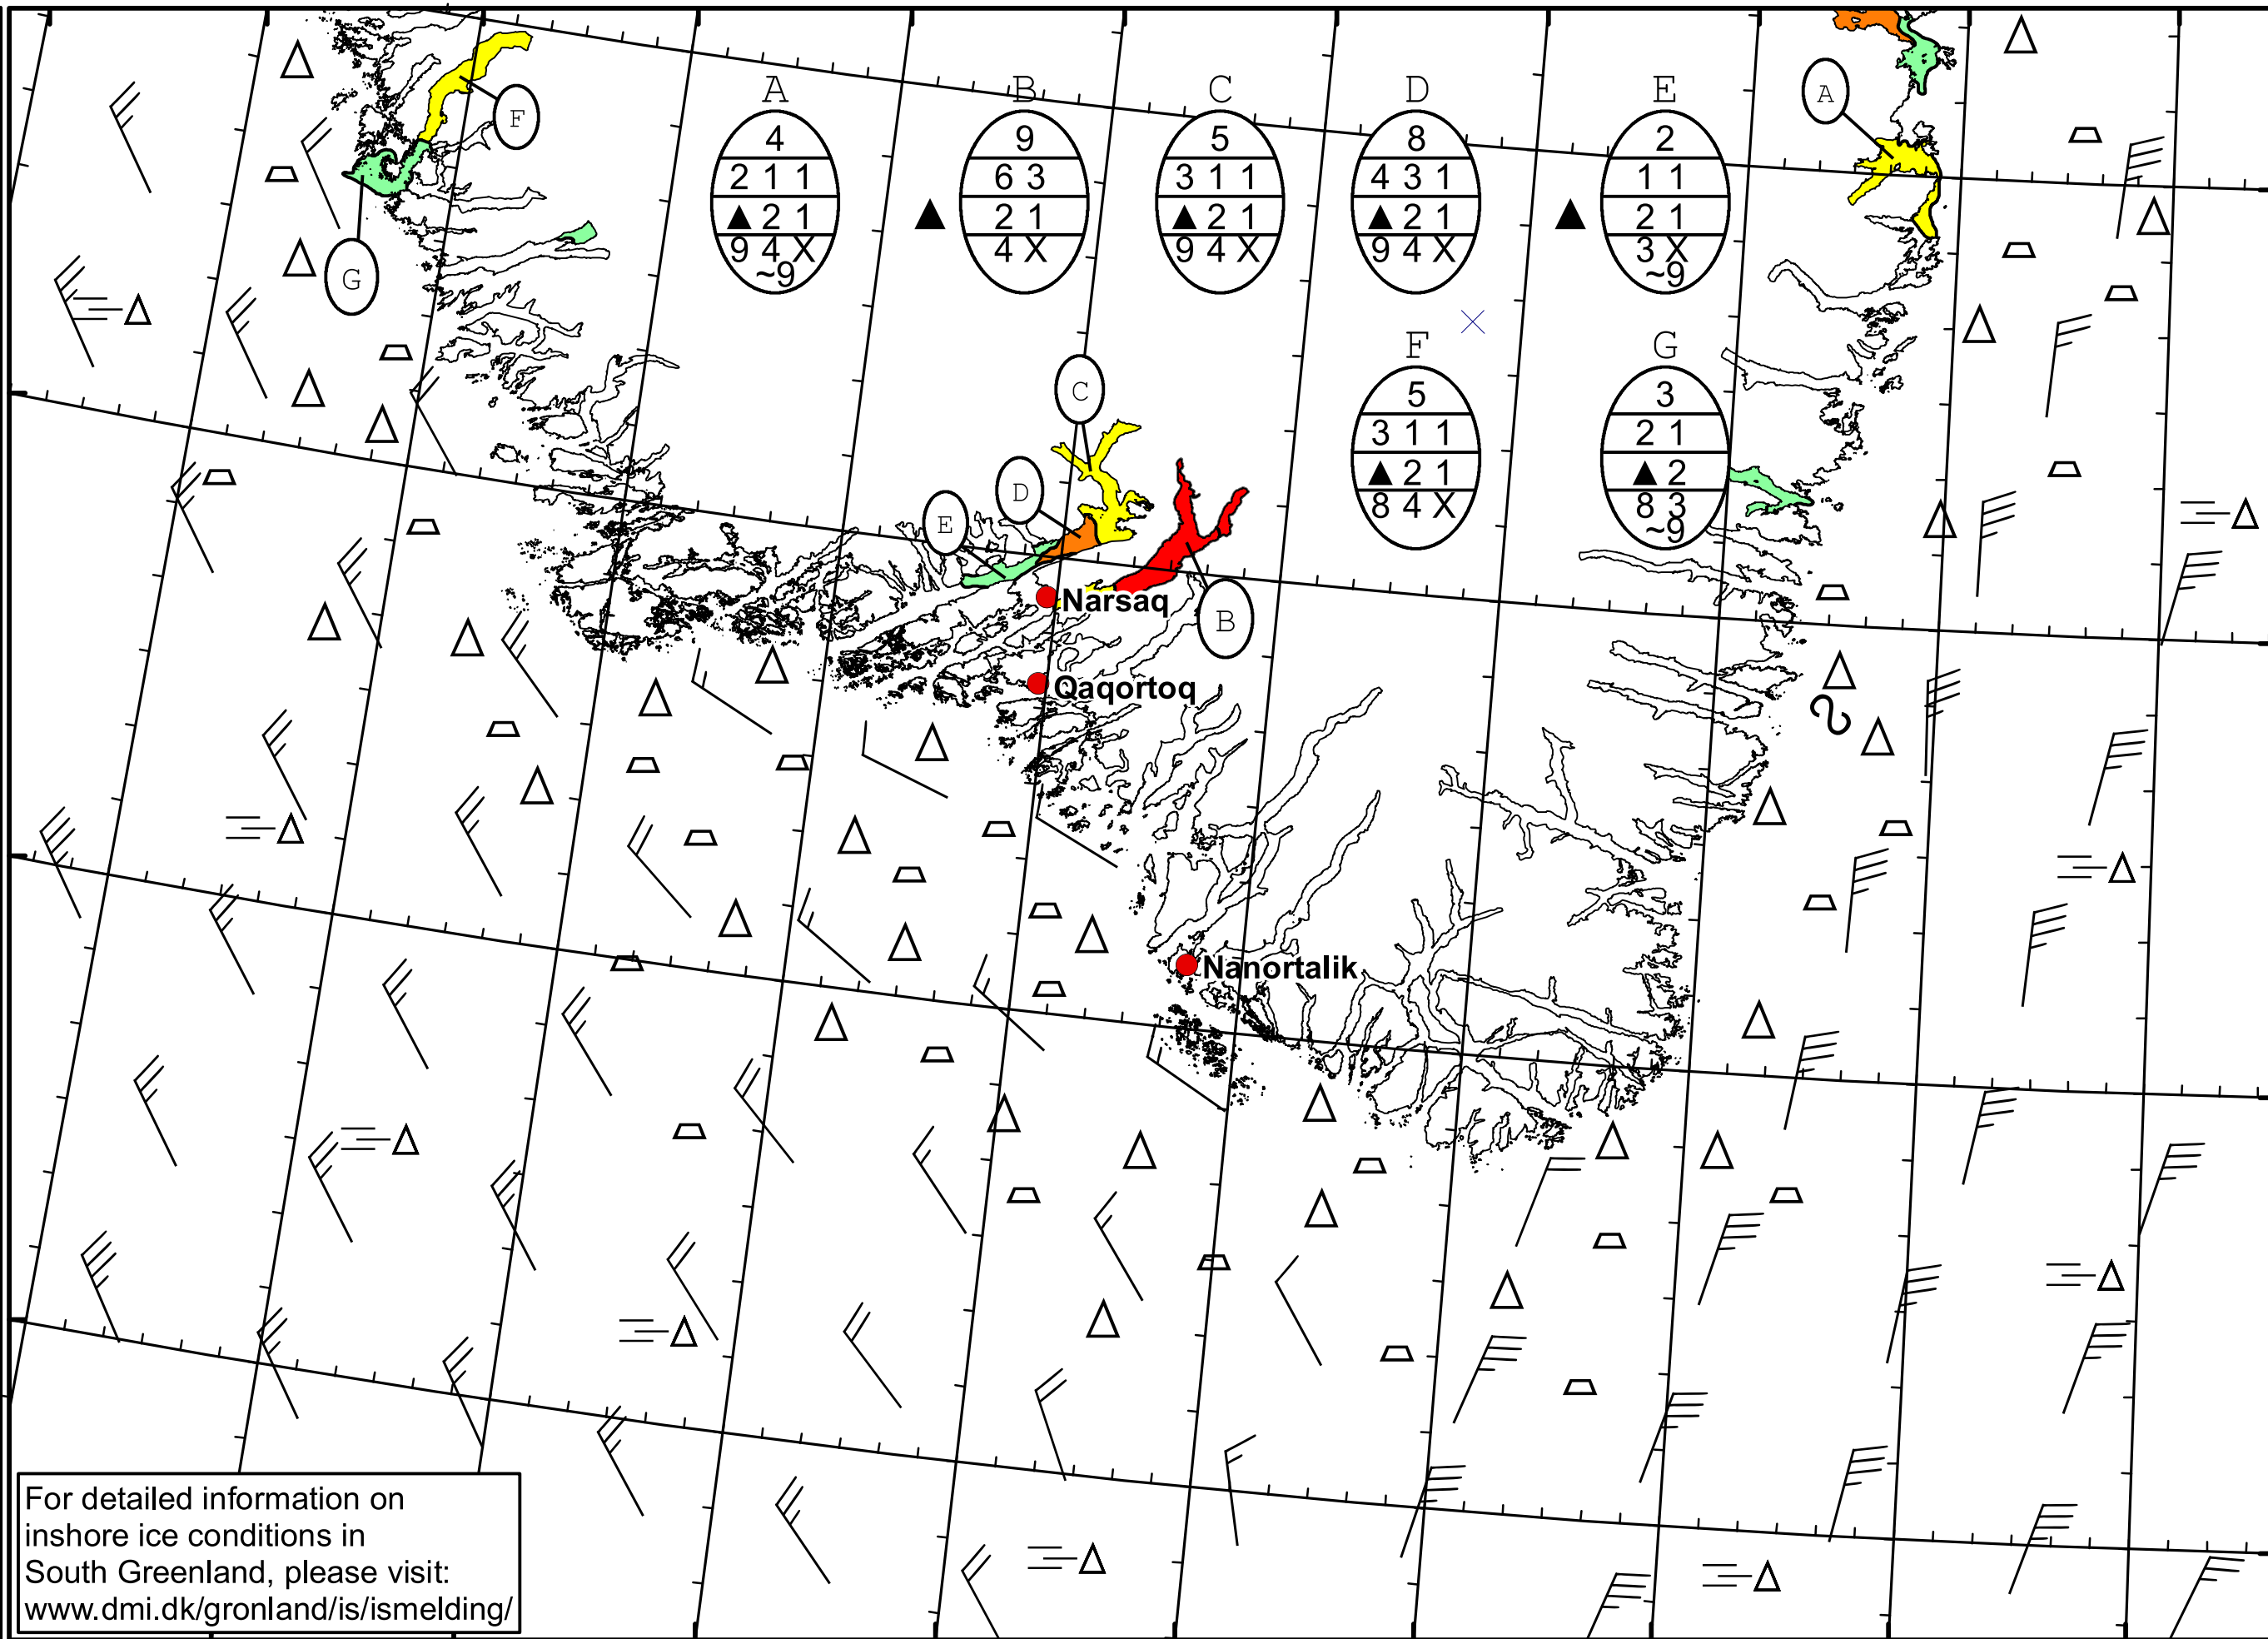 A B C D E
4 9 5 8 2
2 1 1 6 3 3 1 1 4 3 1 1 1
▲ 2 1 ▲ 2 1 ▲ 2 1 ▲ 2 1 ▲ 2 1
9 4 X 4 X 9 4 X 9 4 X 3 X
~9 ~9
F G
5 3
3 1 1 2 1
▲ 2 1 ▲ 2
8 4 X 8 3
~9
A
F
G
C
D
E
Narsaq
B
Qaqortoq
Nanortalik
For detailed information on
inshore ice conditions in
South Greenland, please visit:
www.dmi.dk/gronland/is/ismelding/